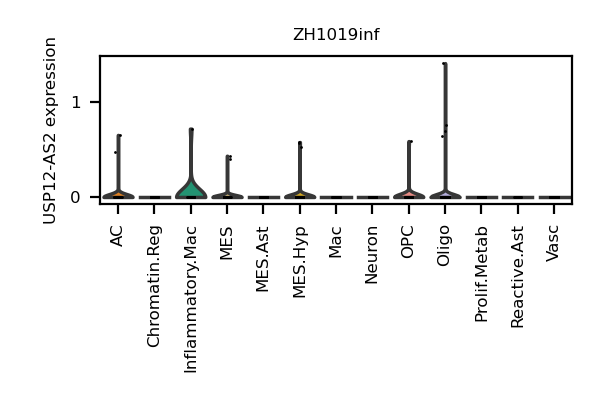 ZH1019inf
USP12-AS2 expression
1
0
AC
Chromatin.Reg
Inflammatory.Mac
MES
MES.Ast
MES.Hyp
Mac
Neuron
OPC
Oligo
Prolif.Metab
Reactive.Ast
Vasc